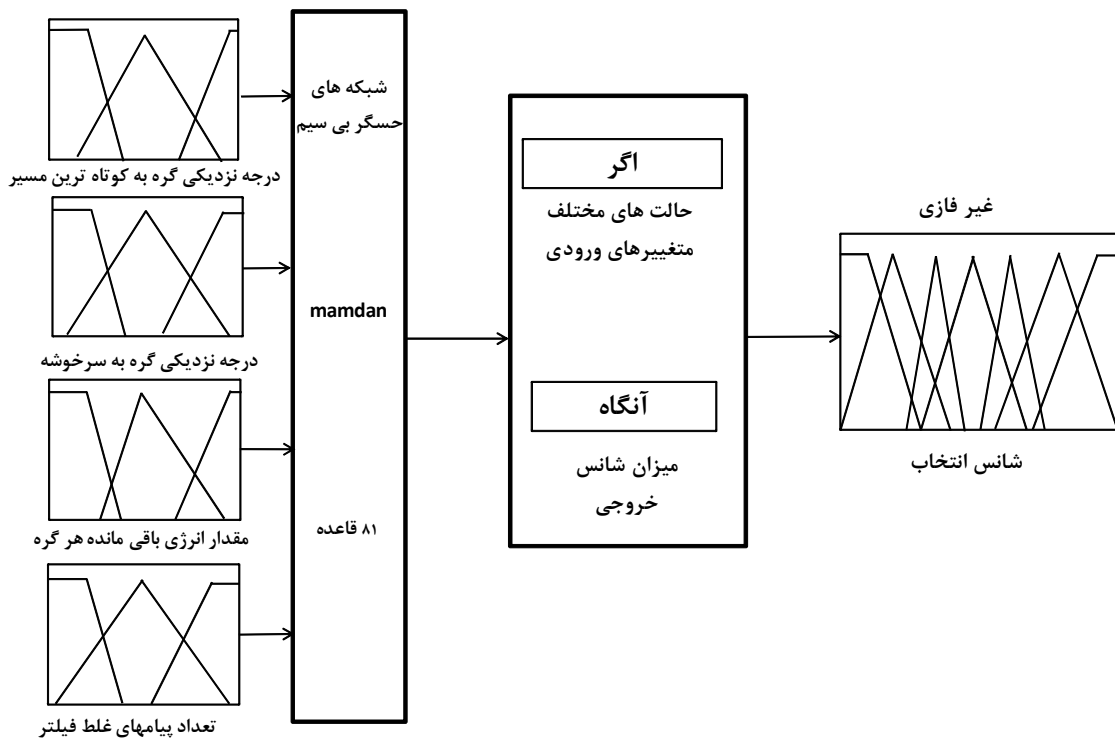 درجه نزدیکی گره به کوتاه ترین مسیر
درجه نزدیکی گره به سرخوشه
مقدار انرژی باقی مانده هر گره
تعداد پیامهای غلط فیلتر
شبکه های
حسگر بی سیم
mamdan
۸۱ قاعده
اگر
حالت های مختلف
متغییرهای ورودی
آنگاه
میزان شانس
خروجی
غیر فازی
شانس انتخاب